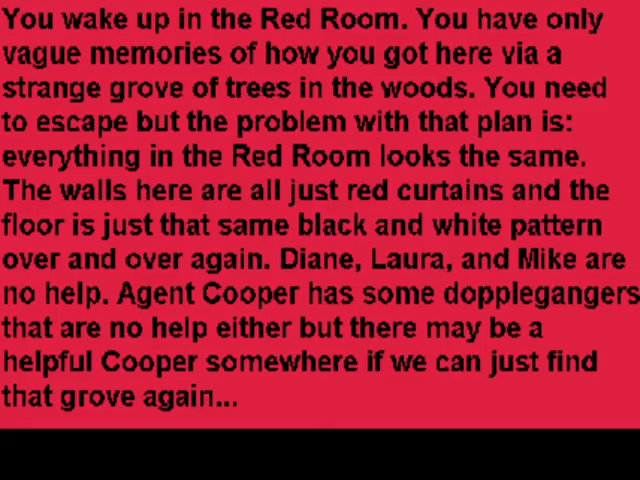 You wake up in the Red Room. You have only
vague memories of how you got here via a
strange grove of trees in the woods. You need
to escape but the problem with that plan is:
everything in the Red Room looks the same.
The walls here are all just red curtains and the
floor is just that same black and white pattern
over and over again. Diane, Laura, and Mike are
no help. Agent Cooper has some dopplegangers
that are no help either but there may be a
helpful Cooper somewhere if we can just find
that grove again...